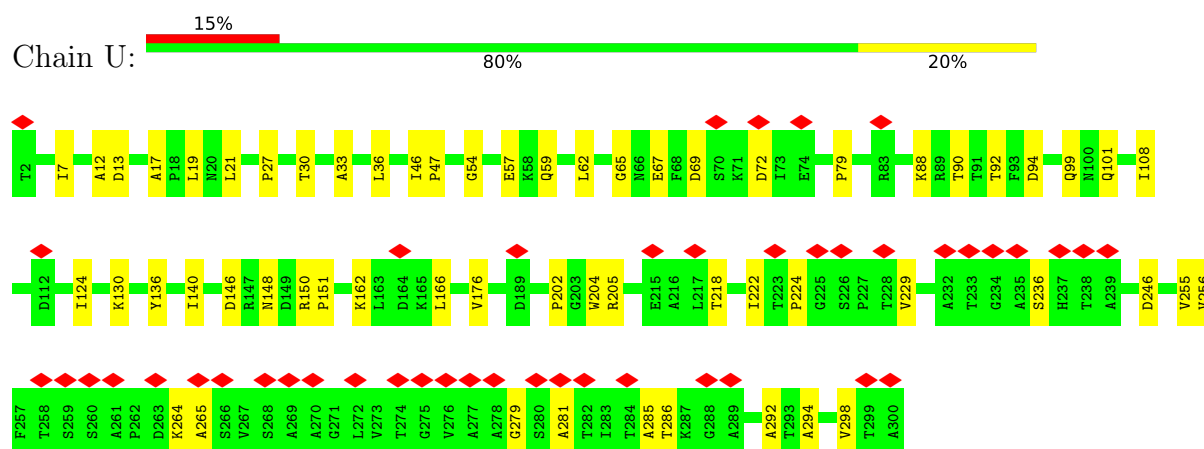 15%
Chain U:
80% 20%
T2 I7 A12 D13 A17 P18 L19 N20 L21 P27 T30 A33 L36 I46 P47 G54 E57 K58 Q59 L62 G65 N66 E67 F68 D69 S70 K71 D72 I73 E74 P79 R83 K88 R89 T90 T91 T92 F93 D94 Q99 N100 Q101 I108
D112 I124 K130 Y136 I140 D146 R147 N148 D149 R150 P151 K162 L163 D164 K165 L166 V176 D189 P202 G203 W204 R205 E215 A216 L217 T218 I222 T223 P224 G225 S226 P227 T228 V229 A232 T233 G234 A235 S236 H237 T238 A239 D246 V255
F257 T258 S259 S260 A261 P262 D263 K264 A265 S266 V267 S268 A269 A270 G271 L272 V273 T274 G275 V276 A277 A278 G279 S280 A281 T282 I283 T284 A285 T286 K287 G288 A289 A292 T293 A294 V298 T299 A300